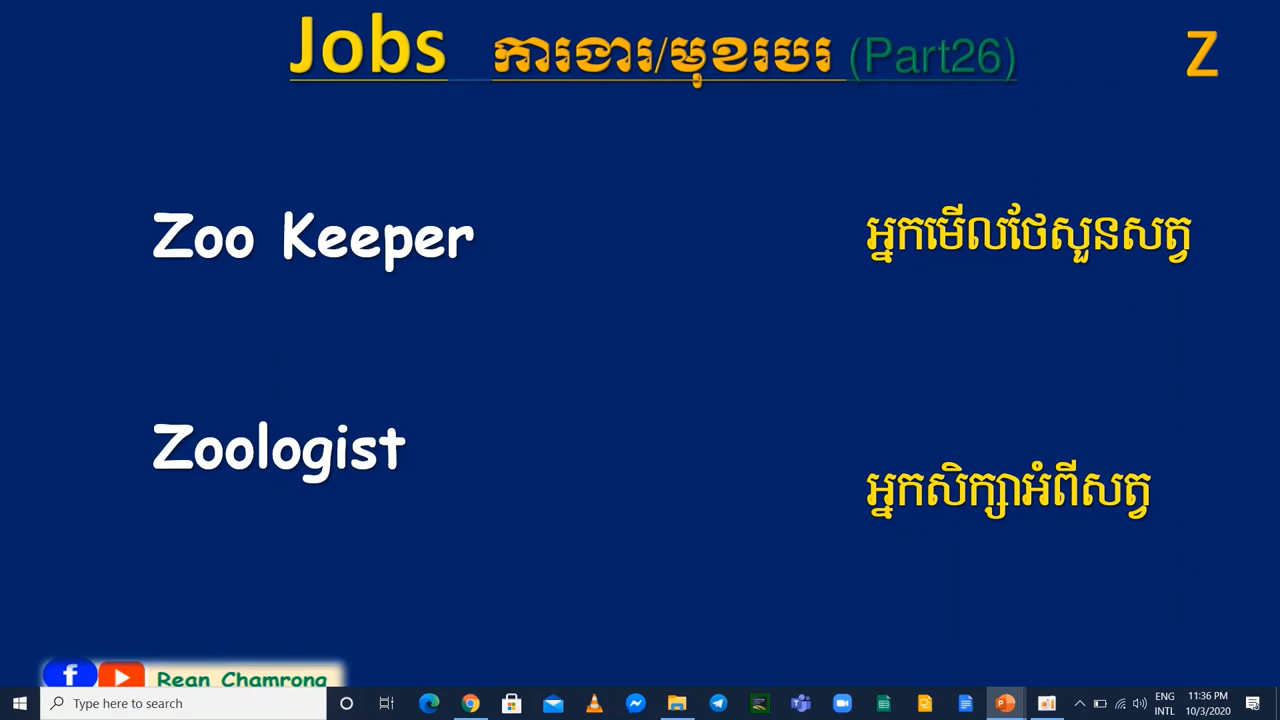 Jobs ការងារ/មុខរបរ (Part26) Z
Zoo Keeper អ្នកមើលថែសួនសត្វ
Zoologist
អ្នកសិក្សាអំពីសត្វ
f Rean Chamrong
Type here to search ENG 11:36 PM
INTL 10/3/2020